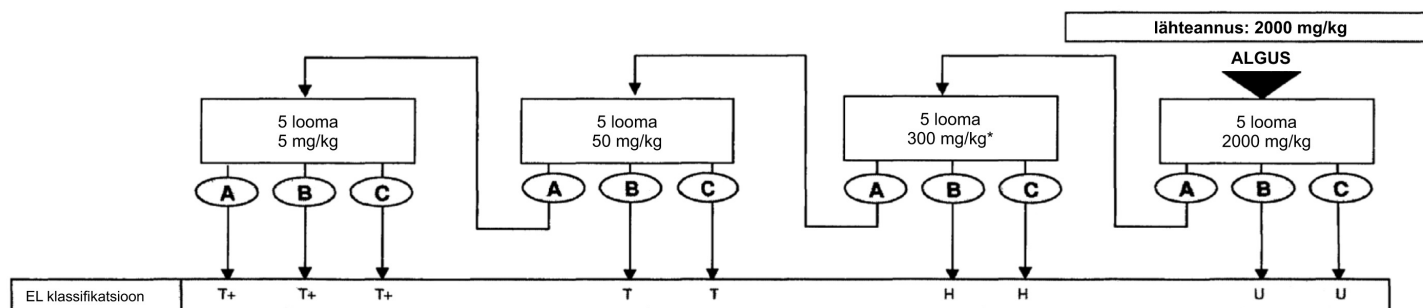 lähteannus: 2000 mg/kg
ALGUS
5 looma
5 mg/kg
5 looma
50 mg/kg
5 looma
300 mg/kg*
5 looma
2000 mg/kg
A B C A B C A B C A B C
EL klassifikatsioon T+ T+ T+ T T H H U U